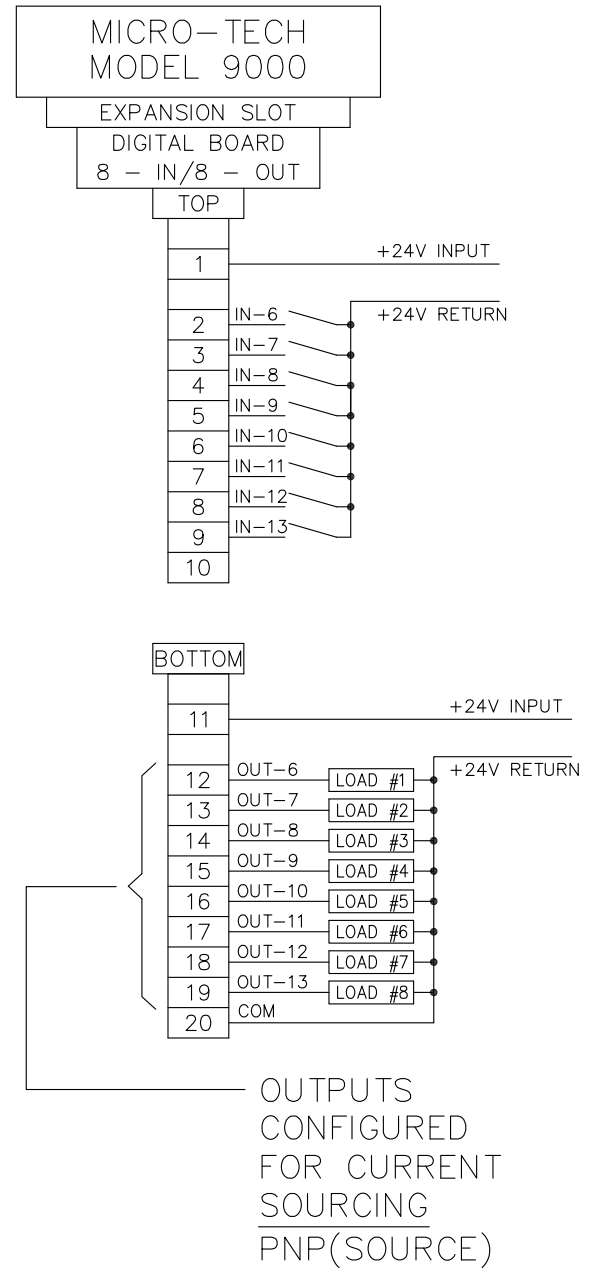 MICRO-TECH
MODEL 9000
EXPANSION SLOT
DIGITAL BOARD
8 - IN/8 - OUT
TOP
1
+24V INPUT
+24V RETURN
2 IN-6
3 IN-7
4 IN-8
5 IN-9
6 IN-10
7 IN-11
8 IN-12
9 IN-13
10
BOTTOM
11
+24V INPUT
+24V RETURN
12 OUT-6 LOAD #1
13 OUT-7 LOAD #2
14 OUT-8 LOAD #3
15 OUT-9 LOAD #4
16 OUT-10 LOAD #5
17 OUT-11 LOAD #6
18 OUT-12 LOAD #7
19 OUT-13 LOAD #8
20 COM
OUTPUTS
CONFIGURED
FOR CURRENT
SOURCING
PNP(SOURCE)